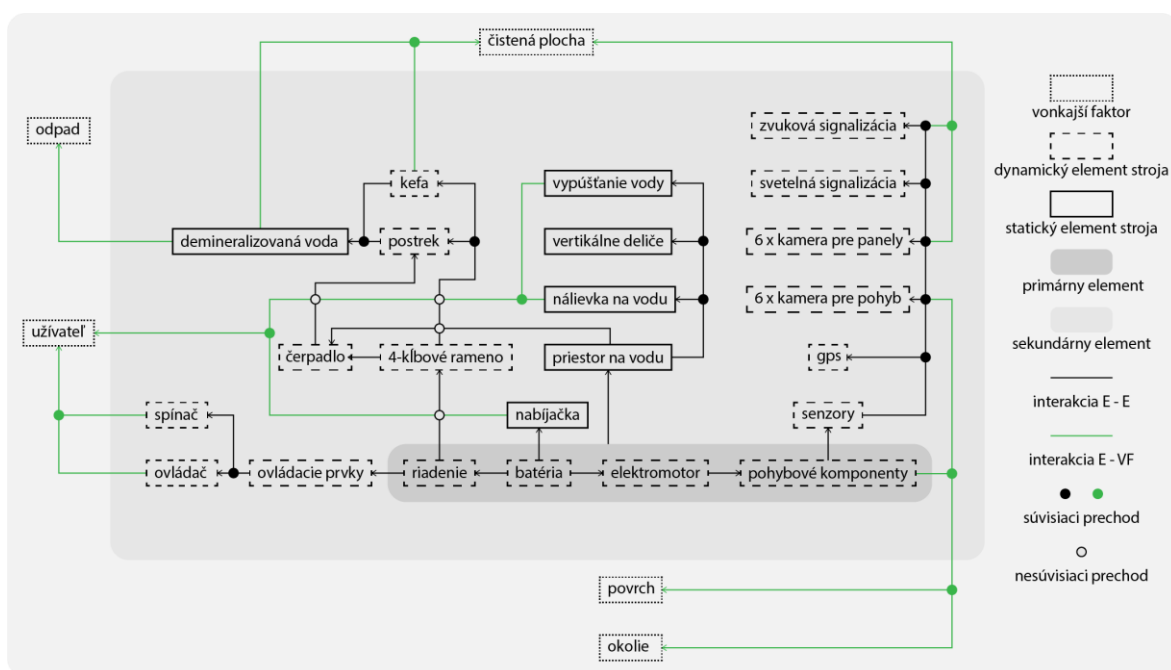 čistená plocha
odpad
zvuková signalizácia
kefa
vypúšťanie vody
svetelná signalizácia
demineralizovaná voda
postrek
vertikálne deliče
6 x kamera pre panely
nálievka na vodu
6 x kamera pre pohyb
užívateľ
čerpadlo
4-kĺbové rameno
priestor na vodu
gps
spínač
nabíjačka
senzory
ovládač
ovládacie prvky
riadenie
batéria
elektromotor
pohybové komponenty
povrch
okolie
vonkajší faktor
dynamický element stroja
statický element stroja
primárny element
sekundárny element
interakcia E - E
interakcia E - VF
súvisiaci prechod
nesúvisiaci prechod